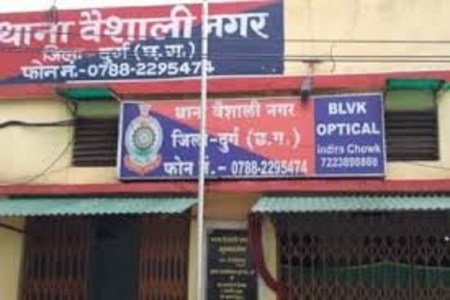 थाना वैशाली नगर
जिला - दुर्ग (छ.ग.)
फोन नं.-0788-2295474
थाना वैशाली नगर
जिला-दुर्ग (छ.ग.)
फोन नं.- 0788-2295474
BLVK
OPTICAL
indira Chowk
7223898888